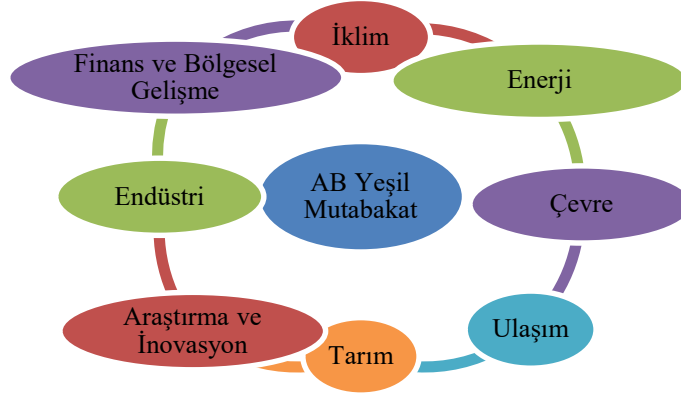 İklim
Finans ve Bölgesel
Gelişme
Enerji
Endüstri
AB Yeşil
Mutabakat
Çevre
Araştırma ve
İnovasyon
Tarım
Ulaşım